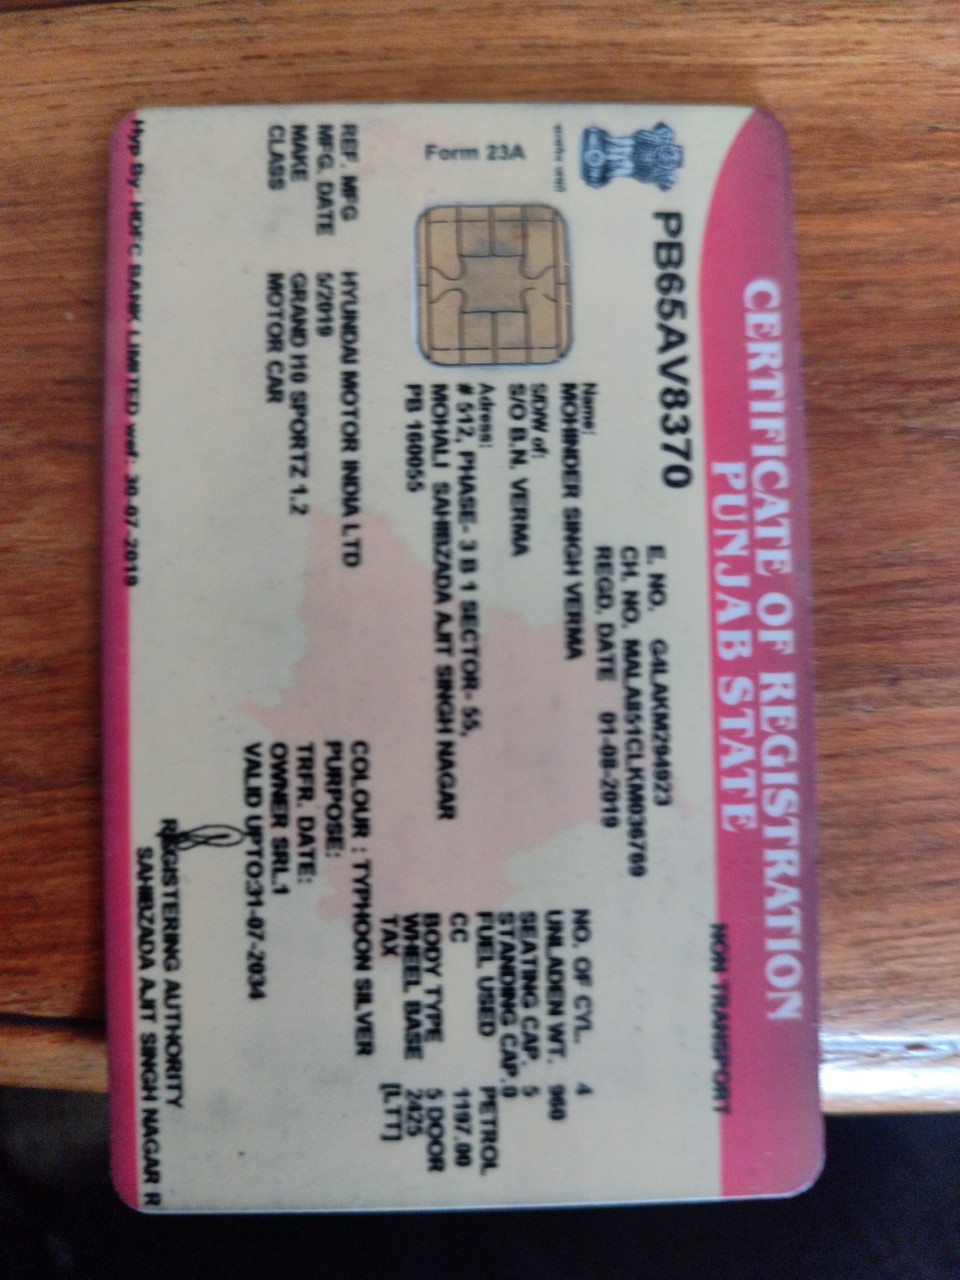 CERTIFICATE OF REGISTRATION
PUNJAB STATE
NON TRANSPORT
PB65AV8370
Form 23A
E. NO. G4LAKM294923
CH. NO. MALA851CLKM036769
REGD. DATE 01-08-2019
Name:
MOHINDER SINGH VERMA
S/D/W of:
S/O B.N. VERMA
Adress:
# 512, PHASE- 3 B 1 SECTOR- 55,
MOHALI SAHIBZADA AJIT SINGH NAGAR
PB 160055
NO. OF CYL. 4
UNLADEN WT. 960
SEATING CAP. 5
STANDING CAP. 0
FUEL USED PETROL
CC 1197.00
BODY TYPE 5 DOOR
WHEEL BASE 2425
TAX [LTT]
REF. MFG HYUNDAI MOTOR INDIA LTD
MFG. DATE 5/2019
MAKE GRAND I10 SPORTZ 1.2
CLASS MOTOR CAR
COLOUR : TYPHOON SILVER
PURPOSE:
TRFR. DATE:
OWNER SRL.1
VALID UPTO:31-07-2034
REGISTERING AUTHORITY
SAHIBZADA AJIT SINGH NAGAR R
Hyp By: HDFC BANK LIMITED wef: 30-07-2019